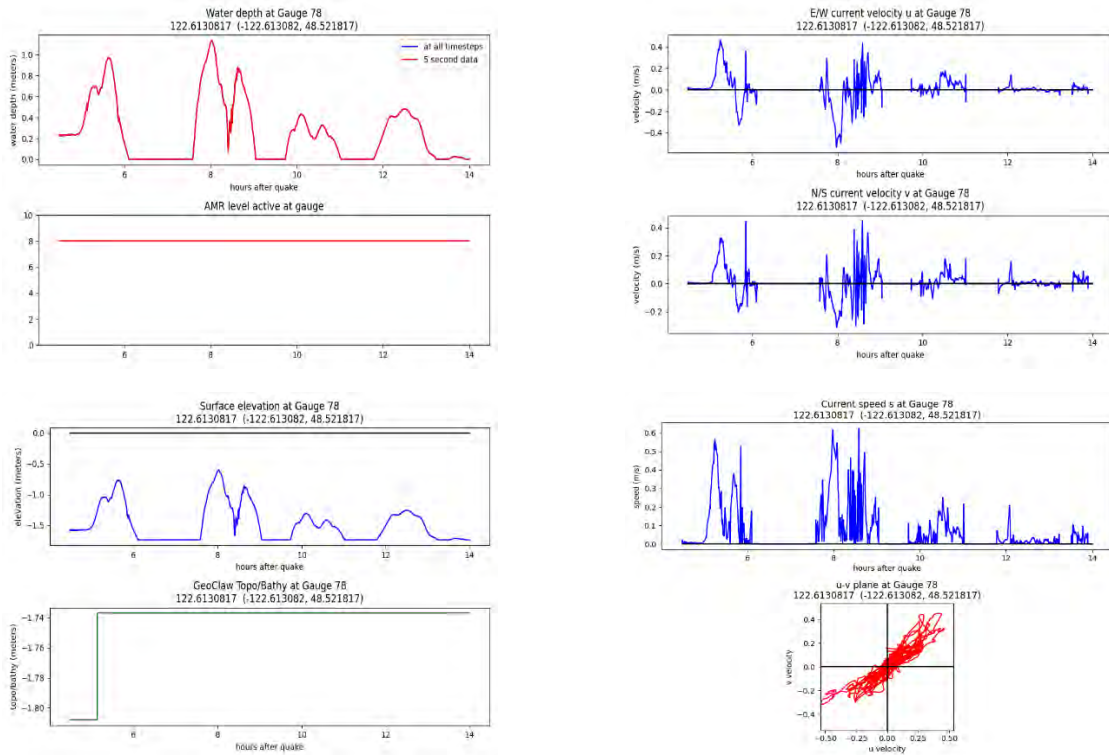 Water depth at Gauge 78
122.6130817 (-122.613082, 48.521817)
at all timesteps
5 second data
water depth (meters)
1.0
0.8
0.6
0.4
0.2
0.0
6 8 10 12 14
hours after quake
AMR level active at gauge
10
8
6
4
2
0
6 8 10 12 14
hours after quake
Surface elevation at Gauge 78
122.6130817 (-122.613082, 48.521817)
elevation (meters)
0.0
−0.5
−1.0
−1.5
6 8 10 12 14
hours after quake
GeoClaw Topo/Bathy at Gauge 78
122.6130817 (-122.613082, 48.521817)
topo/bathy (meters)
−1.74
−1.76
−1.78
−1.80
6 8 10 12 14
hours after quake
E/W current velocity u at Gauge 78
122.6130817 (-122.613082, 48.521817)
velocity (m/s)
0.4
0.2
0.0
−0.2
−0.4
6 8 10 12 14
hours after quake
N/S current velocity v at Gauge 78
122.6130817 (-122.613082, 48.521817)
velocity (m/s)
0.4
0.2
0.0
−0.2
6 8 10 12 14
hours after quake
Current speed s at Gauge 78
122.6130817 (-122.613082, 48.521817)
speed (m/s)
0.6
0.5
0.4
0.3
0.2
0.1
0.0
6 8 10 12 14
hours after quake
u-v plane at Gauge 78
122.6130817 (-122.613082, 48.521817)
v velocity
0.4
0.2
0.0
−0.2
−0.4
−0.50 −0.25 0.00 0.25 0.50
u velocity